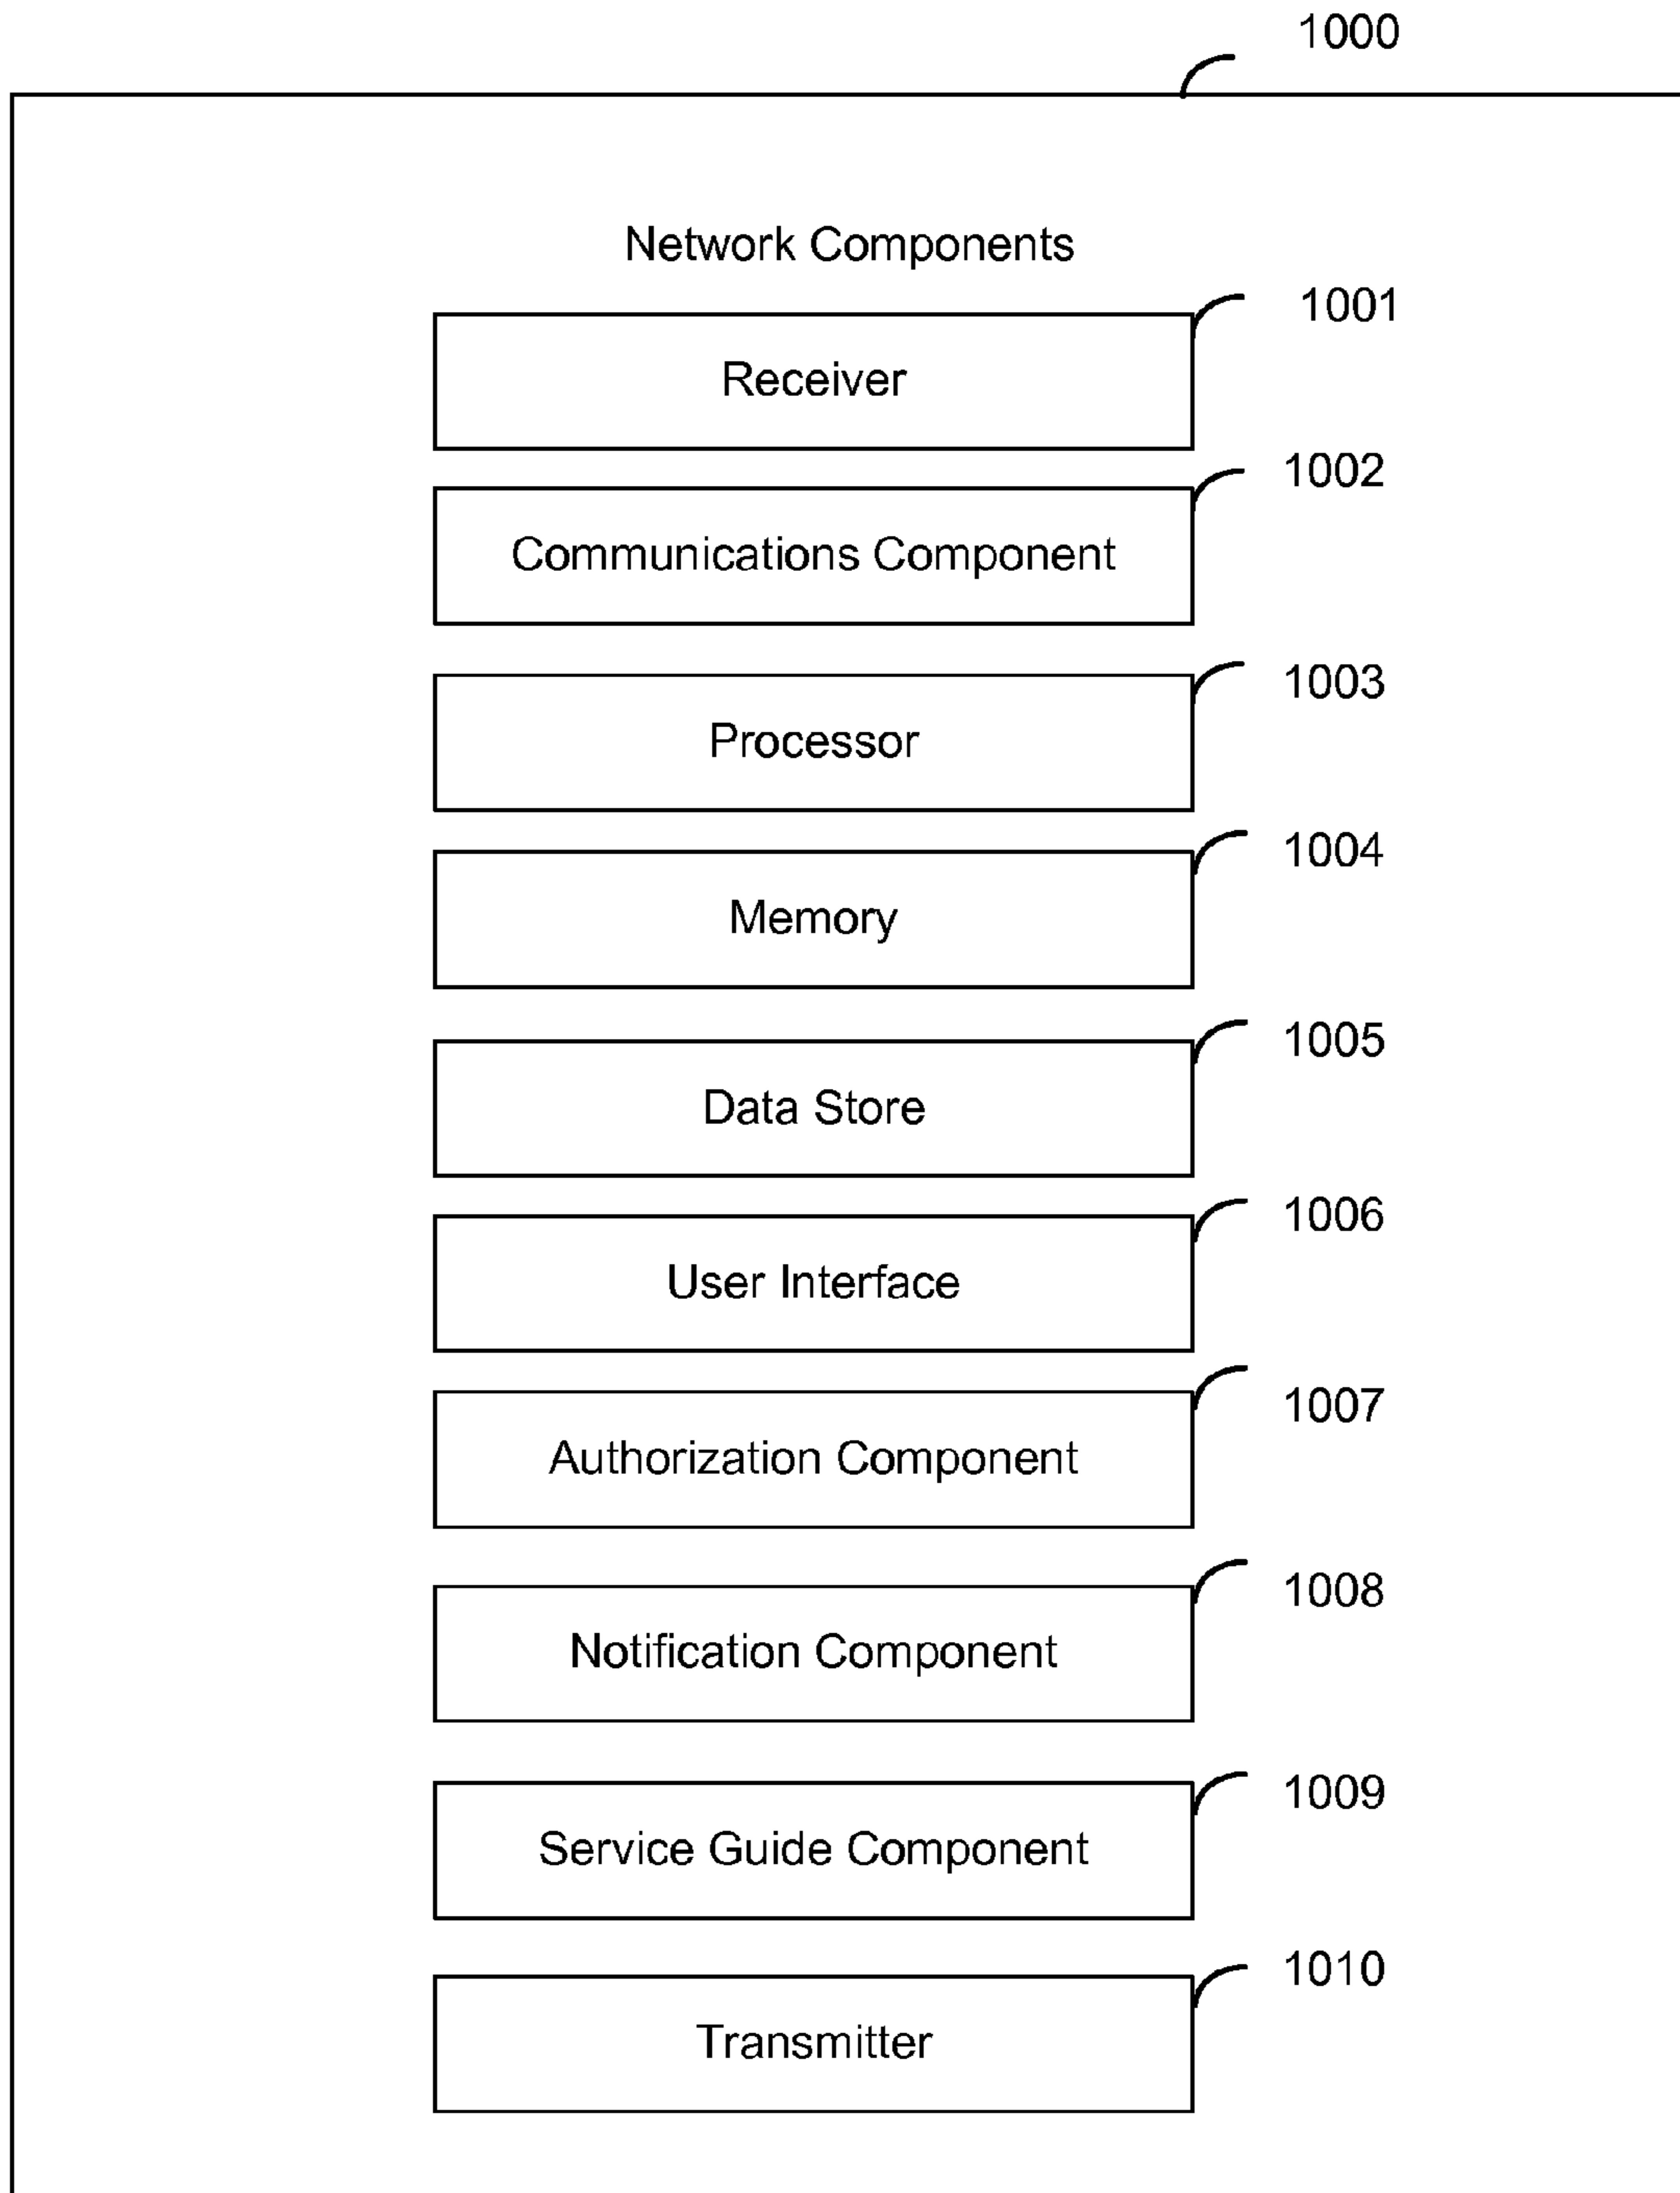 1000
Network Components
1001
Receiver
1002
Communications Component
1003
Processor
1004
Memory
1005
Data Store
1006
User Interface
1007
Authorization Component
1008
Notification Component
1009
Service Guide Component
1010
Transmitter